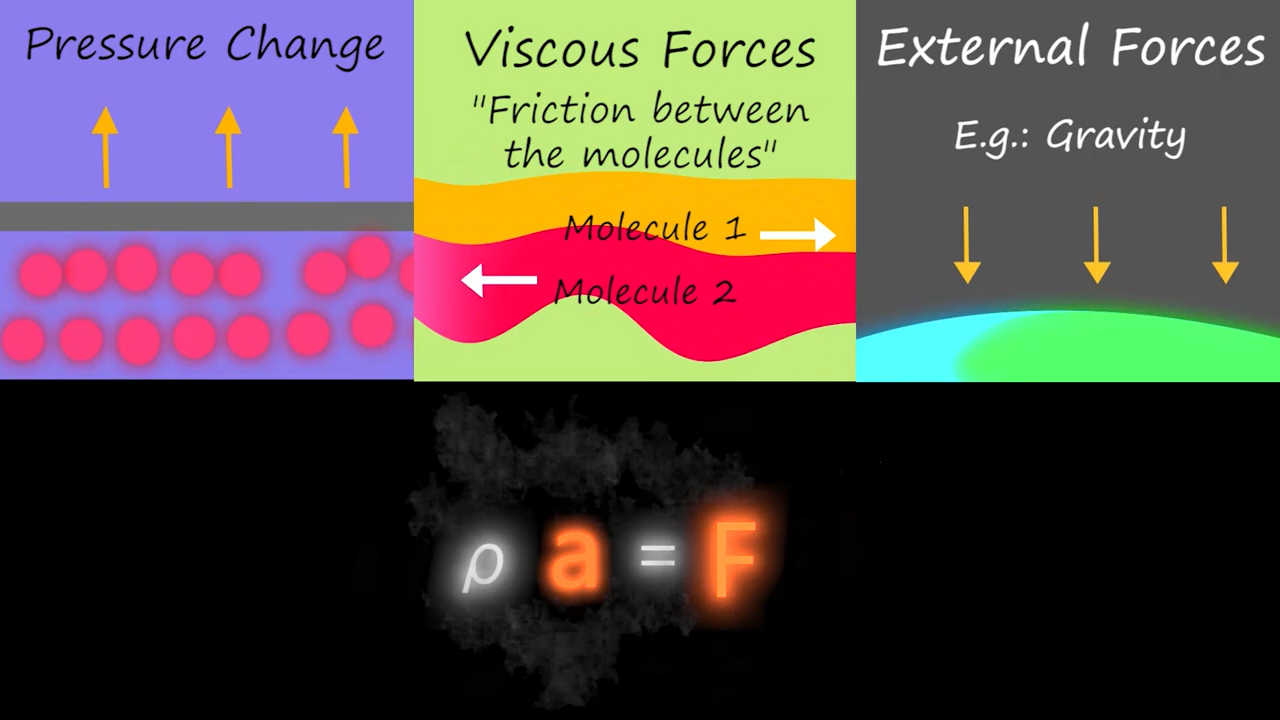 Pressure Change
Viscous Forces
"Friction between
the molecules"
Molecule 1
Molecule 2
External Forces
E.g.: Gravity
ρ a = F